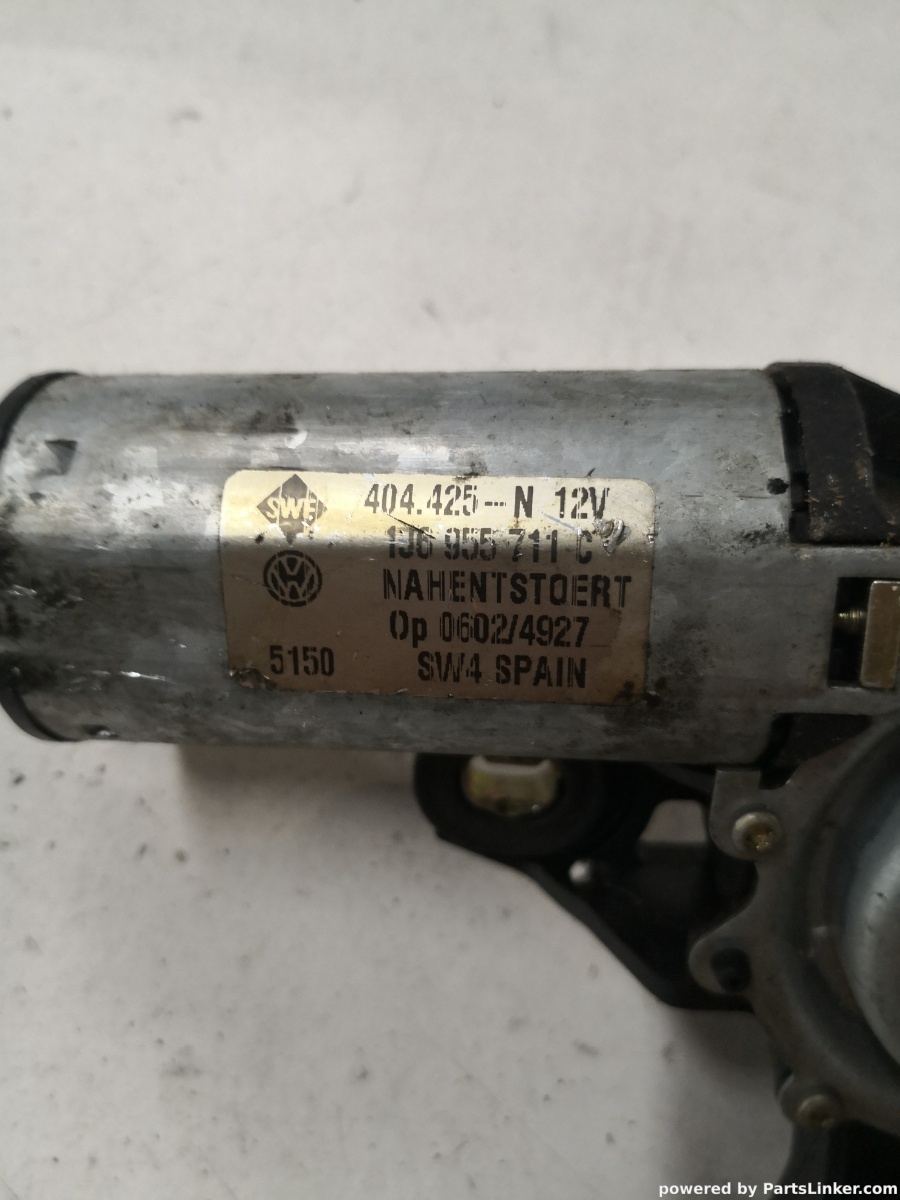 SWF 404.425--N 12V
1J6 955 711 C
NAHENTSTOERT
Op 0602/4927
5150 SW4 SPAIN
powered by PartsLinker.com